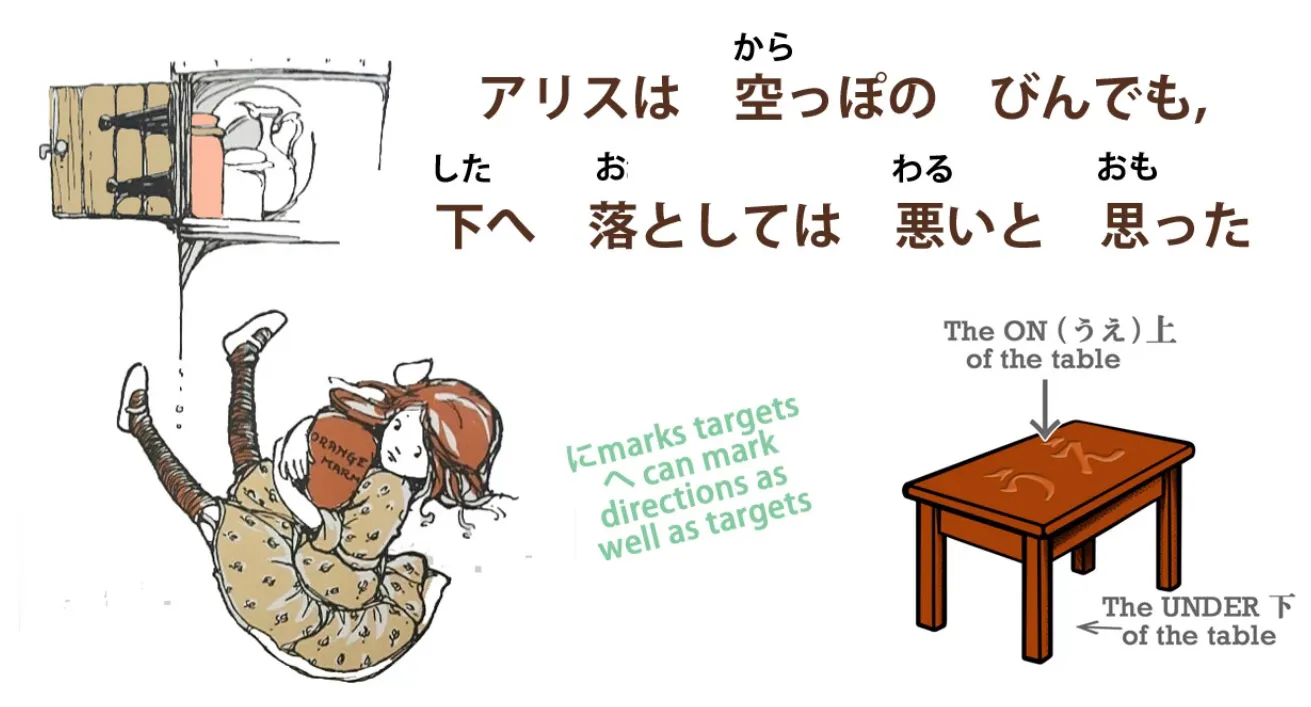 から
アリスは 空っぽの びんでも,
した お わる おも
下へ 落としては 悪いと 思った
ORANGE
MARM
にmarks targets
へ can mark
directions as
well as targets
The ON (うえ)上
of the table
うえ
The UNDER 下
of the table